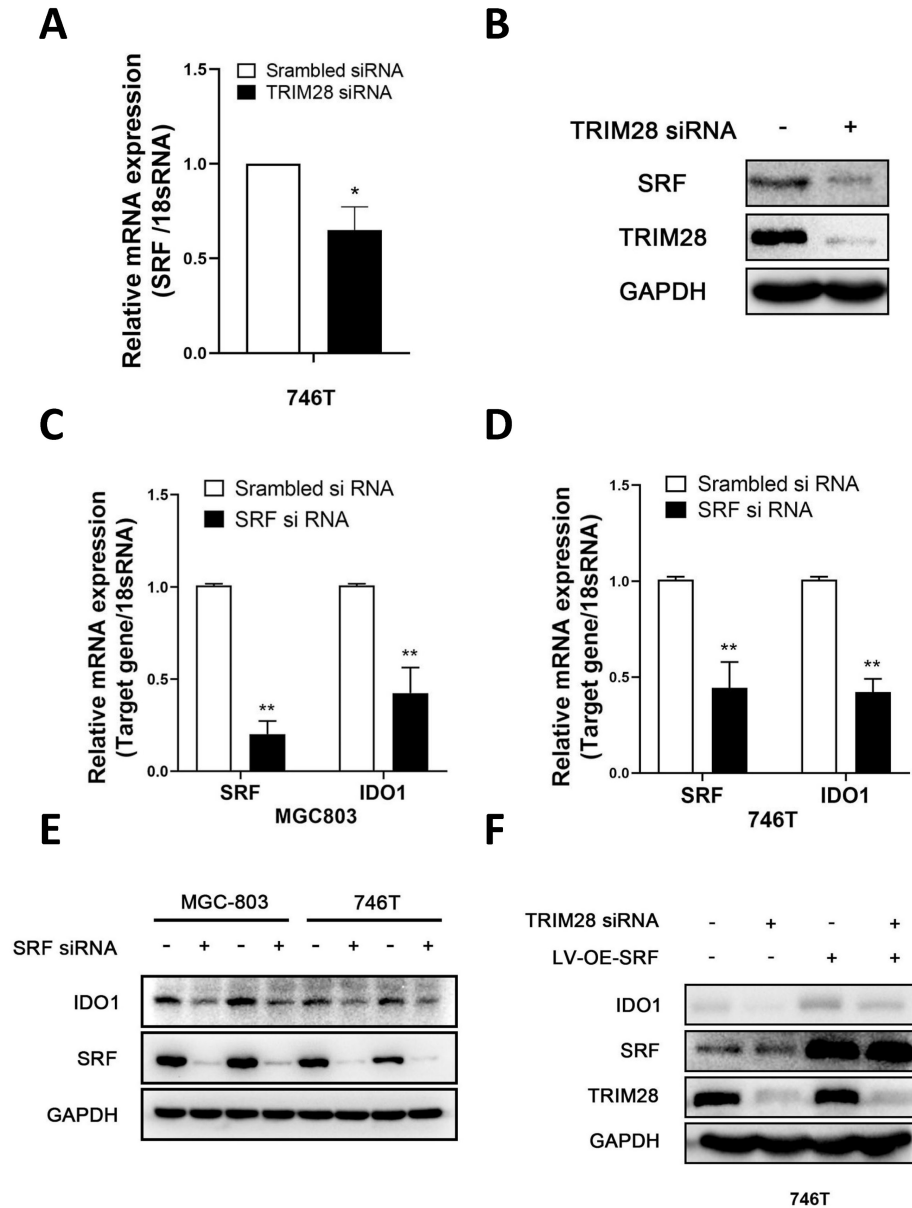 A
Relative mRNA expression
(SRF /18sRNA)
1.5
1.0
0.5
0.0
Srambled siRNA
TRIM28 siRNA
*
746T
B
TRIM28 siRNA - +
SRF
TRIM28
GAPDH
C
Relative mRNA expression
(Target gene/18sRNA)
1.5
1.0
0.5
0.0
Srambled si RNA
SRF si RNA
**
**
SRF IDO1
MGC803
D
Relative mRNA expression
(Target gene/18sRNA)
1.5
1.0
0.5
0.0
Srambled si RNA
SRF si RNA
**
**
SRF IDO1
746T
E
MGC-803 746T
SRF siRNA - + - + - + - +
IDO1
SRF
GAPDH
F
TRIM28 siRNA - + - +
LV-OE-SRF - - + +
IDO1
SRF
TRIM28
GAPDH
746T